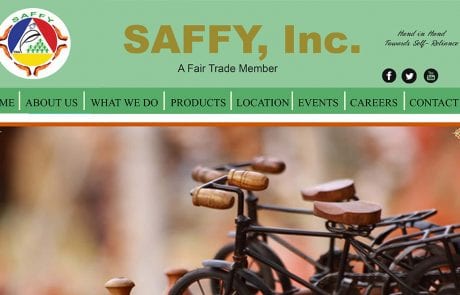 SAFFY
SAFFY, Inc.
A Fair Trade Member
Hand in Hand
Towards Self- Reliance
ME ABOUT US WHAT WE DO PRODUCTS LOCATION EVENTS CAREERS CONTACT